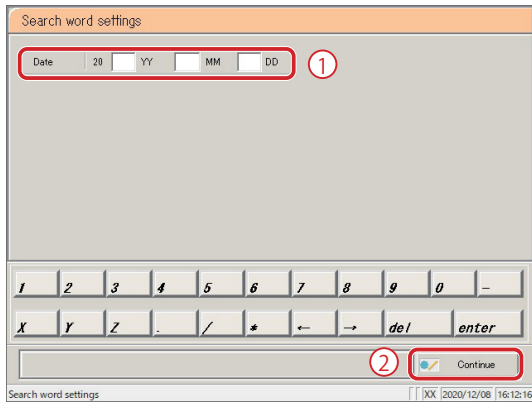 Search word settings
Date 20 YY MM DD 1
1 2 3 4 5 6 7 8 9 0 -
X Y Z . / * ← → del enter
2 Continue
Search word settings XX 2020/12/08 16:12:16